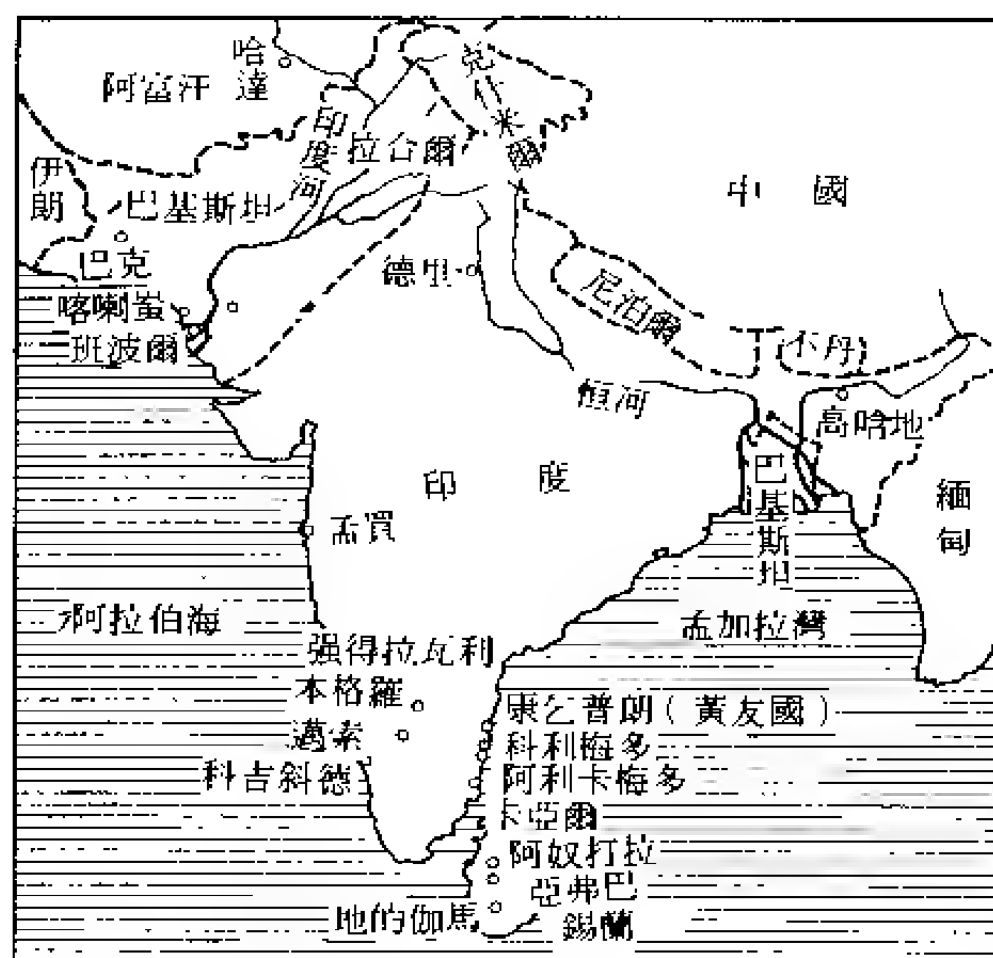 哈達
阿富汗
克什米爾
印度河
拉合爾
伊朗
巴基斯坦
中國
巴克
德里
喀喇蚩
班波爾
尼泊爾
不丹
恒河
高哈地
印度
巴基斯坦
緬甸
孟買
阿拉伯海
孟加拉灣
强得拉瓦利
本格羅
東乞普朗(黃友國)
邁索
科利梅多
科吉斜德
阿利卡梅多
卡亞爾
阿奴打拉
亞弗巴
地的伽馬
錫蘭